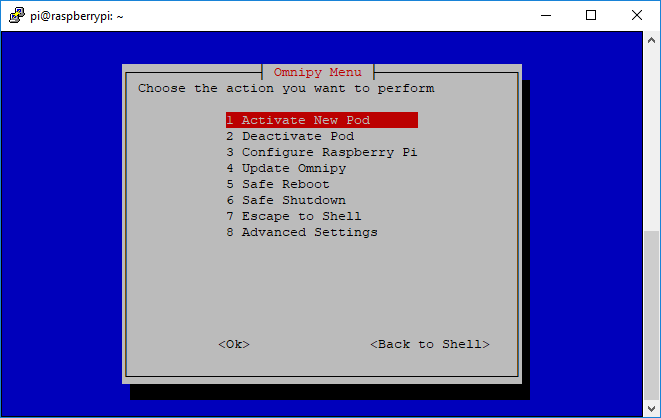 pi@raspberrypi: ~
Omnipy Menu
Choose the action you want to perform
1 Activate New Pod
2 Deactivate Pod
3 Configure Raspberry Pi
4 Update Omnipy
5 Safe Reboot
6 Safe Shutdown
7 Escape to Shell
8 Advanced Settings
<Ok> <Back to Shell>